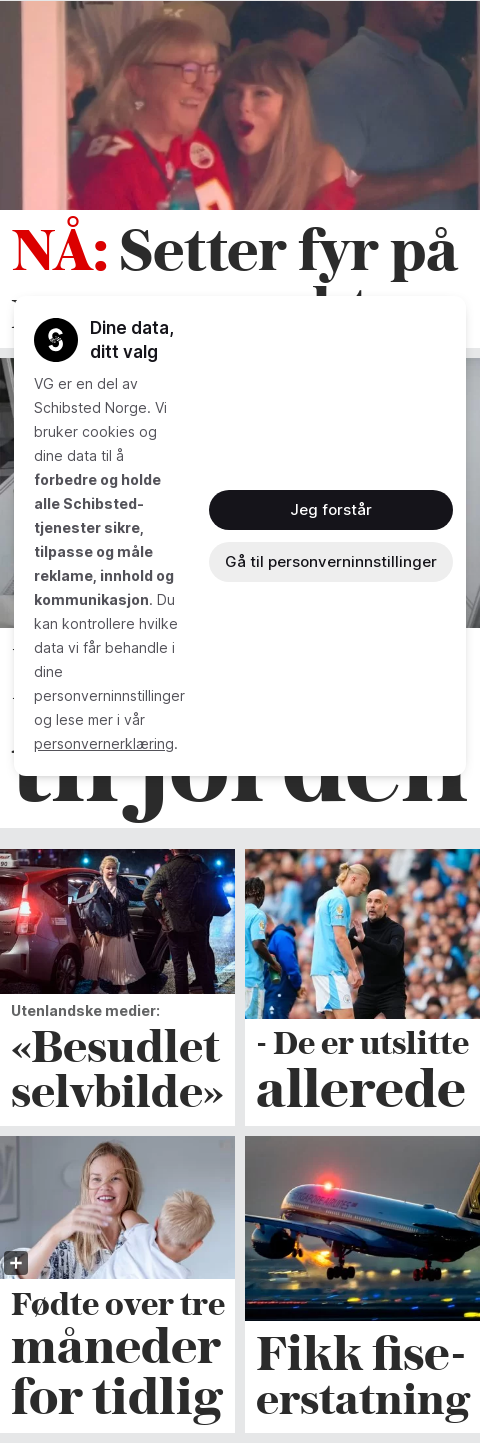 NÅ: Setter fyr på
Dine data,
ditt valg
VG er en del av
Schibsted Norge. Vi
bruker cookies og
dine data til å
forbedre og holde
alle Schibsted-
tjenester sikre,
tilpasse og måle
reklame, innhold og
kommunikasjon. Du
kan kontrollere hvilke
data vi får behandle i
dine
personverninnstillinger
og lese mer i vår
personvernerklæring.
Jeg forstår
Gå til personverninnstillinger
til jorden
Utenlandske medier:
«Besudlet
selvbilde»
- De er utslitte
allerede
Fødte over tre
måneder
for tidlig
Fikk fise-
erstatning